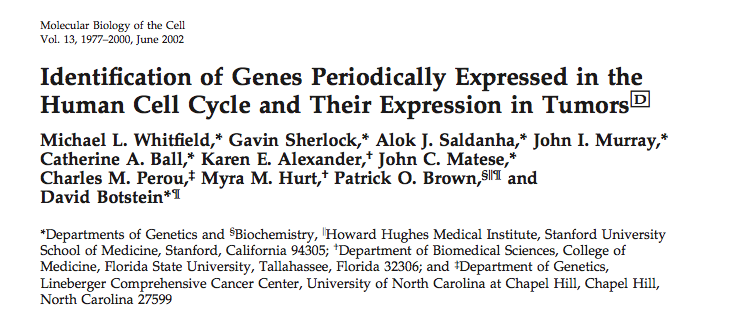 Molecular Biology of the Cell
Vol. 13, 1977–2000, June 2002
Identification of Genes Periodically Expressed in the
Human Cell Cycle and Their Expression in Tumors D
Michael L. Whitfield,* Gavin Sherlock,* Alok J. Saldanha,* John I. Murray,*
Catherine A. Ball,* Karen E. Alexander,† John C. Matese,*
Charles M. Perou,‡ Myra M. Hurt,† Patrick O. Brown,§∥¶ and
David Botstein*¶
*Departments of Genetics and §Biochemistry, ∥Howard Hughes Medical Institute, Stanford University
School of Medicine, Stanford, California 94305; †Department of Biomedical Sciences, College of
Medicine, Florida State University, Tallahassee, Florida 32306; and ‡Department of Genetics,
Lineberger Comprehensive Cancer Center, University of North Carolina at Chapel Hill, Chapel Hill,
North Carolina 27599